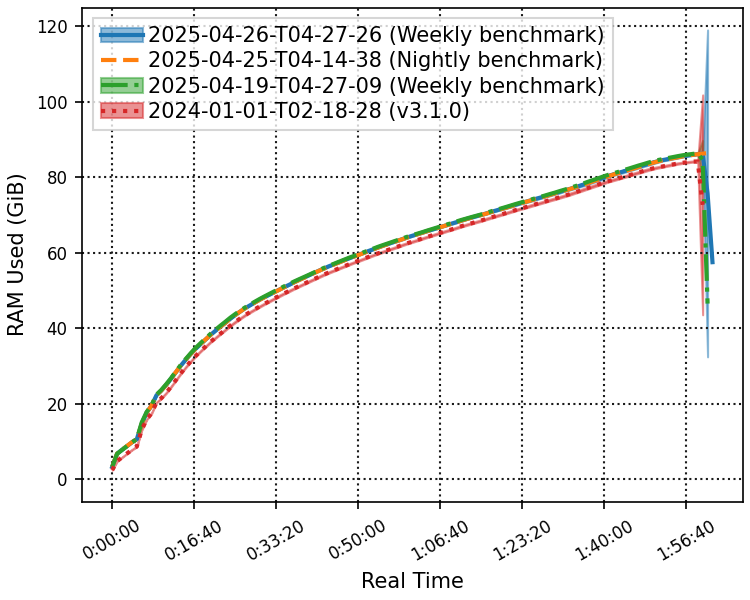 2025-04-26-T04-27-26 (Weekly benchmark)
2025-04-25-T04-14-38 (Nightly benchmark)
2025-04-19-T04-27-09 (Weekly benchmark)
2024-01-01-T02-18-28 (v3.1.0)
120
100
80
60
40
20
0
RAM Used (GiB)
0:00:00
0:16:40
0:33:20
0:50:00
1:06:40
1:23:20
1:40:00
1:56:40
Real Time